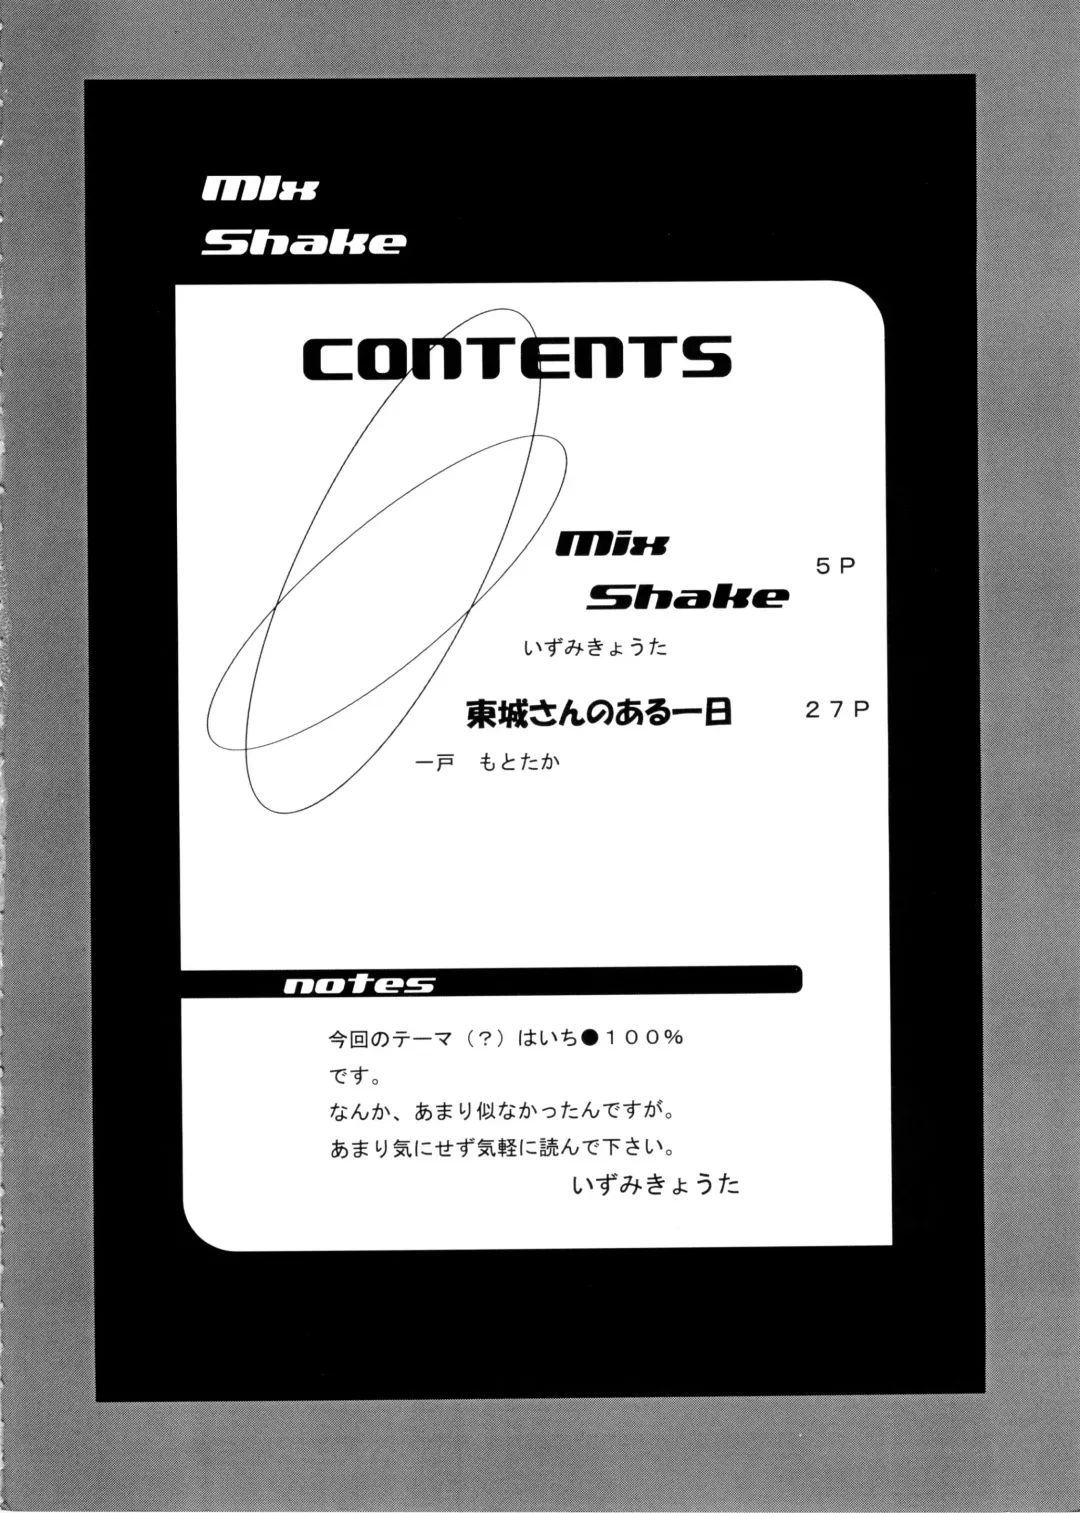 MIx
Shake
CONTENTS
Mix
Shake
5P
いずみきょうた
東城さんのある一日
27P
一戸　もとたか
notes
今回のテーマ（？）はいち●１００％
です。
なんか、あまり似なかったんですが。
あまり気にせず気軽に読んで下さい。
いずみきょうた